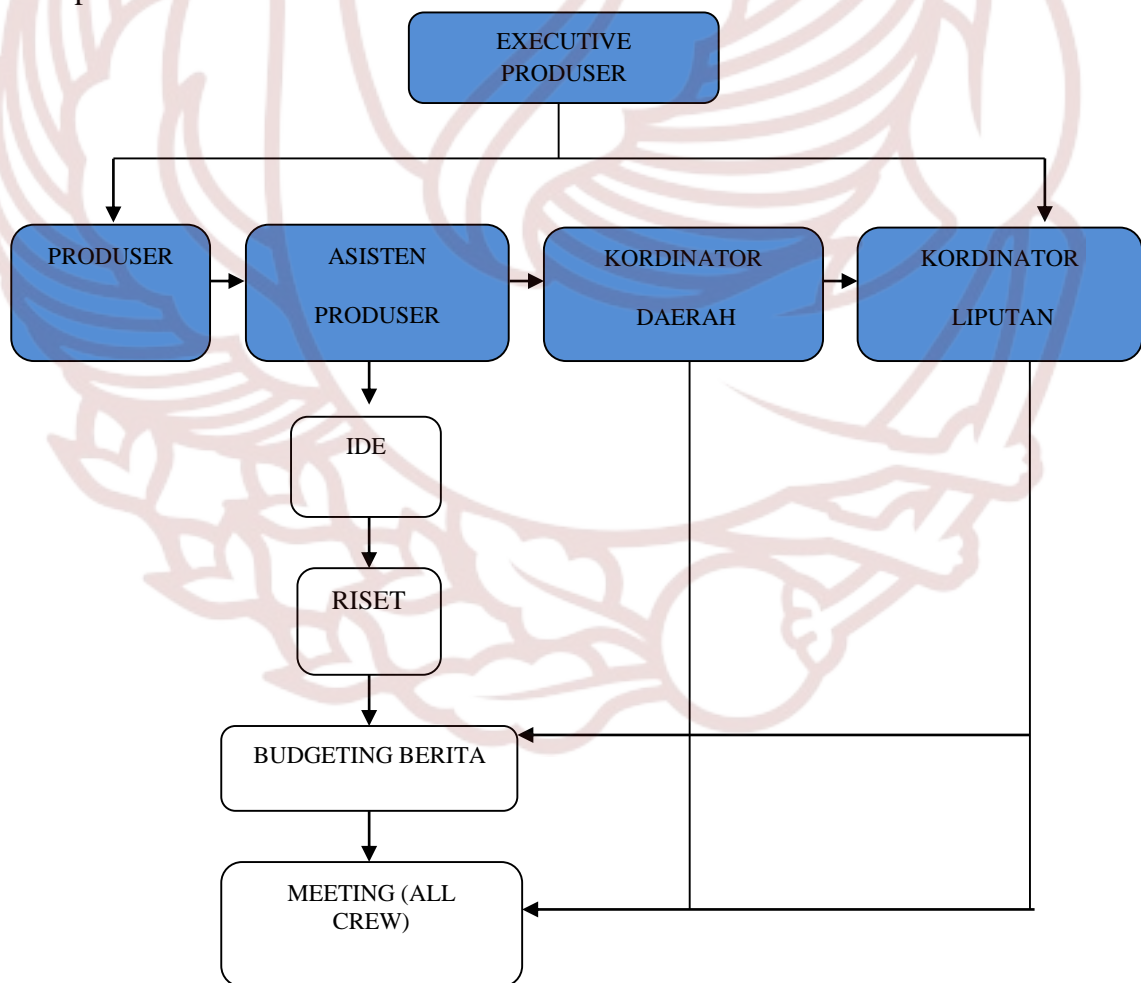 EXECUTIVE
PRODUSER
PRODUSER
ASISTEN
PRODUSER
KORDINATOR
DAERAH
KORDINATOR
LIPUTAN
IDE
RISET
BUDGETING BERITA
MEETING (ALL
CREW)